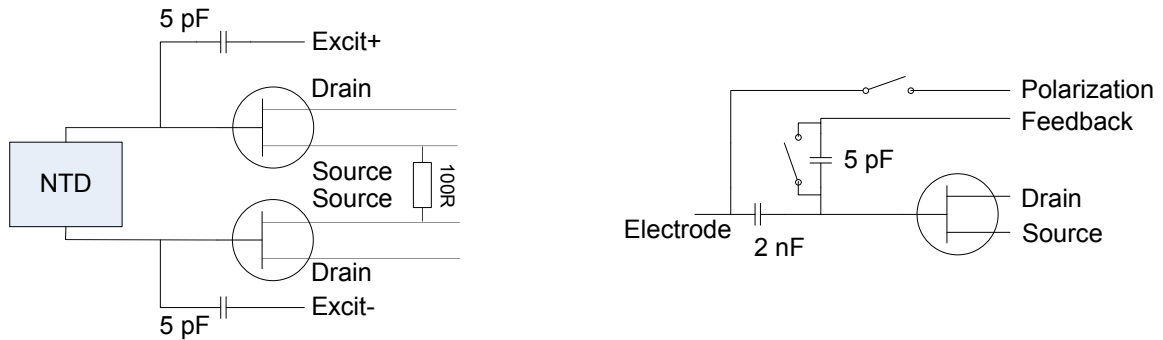 5 pF
Excit+
Drain
NTD
Source
Source
100R
Drain
Excit-
5 pF
Polarization
Feedback
5 pF
Drain
Electrode
Source
2 nF